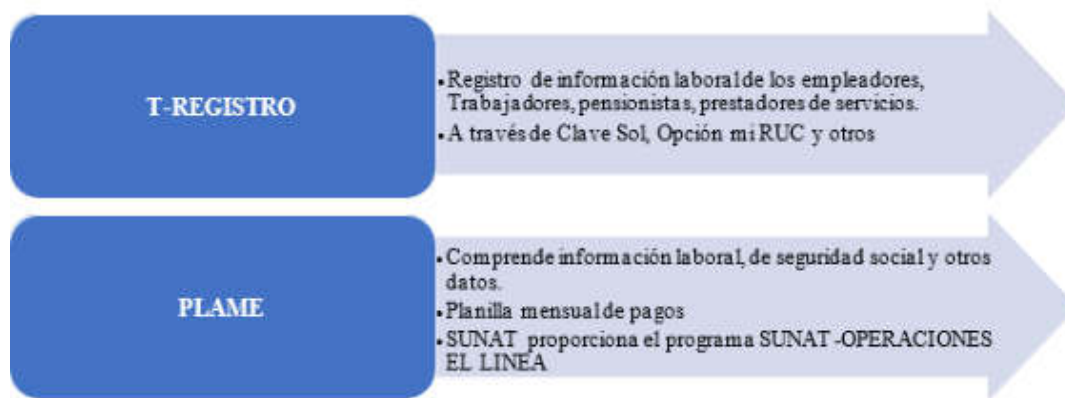 T-REGISTRO
•Registro de información laboral de los empleadores,
Trabajadores, pensionistas, prestadores de servicios.
•A través de Clave Sol, Opción mi RUC y otros
PLAME
•Comprende información laboral, de seguridad social y otros
datos.
•Planilla mensual de pagos
•SUNAT proporciona el programa SUNAT-OPERACIONES
EL LINEA